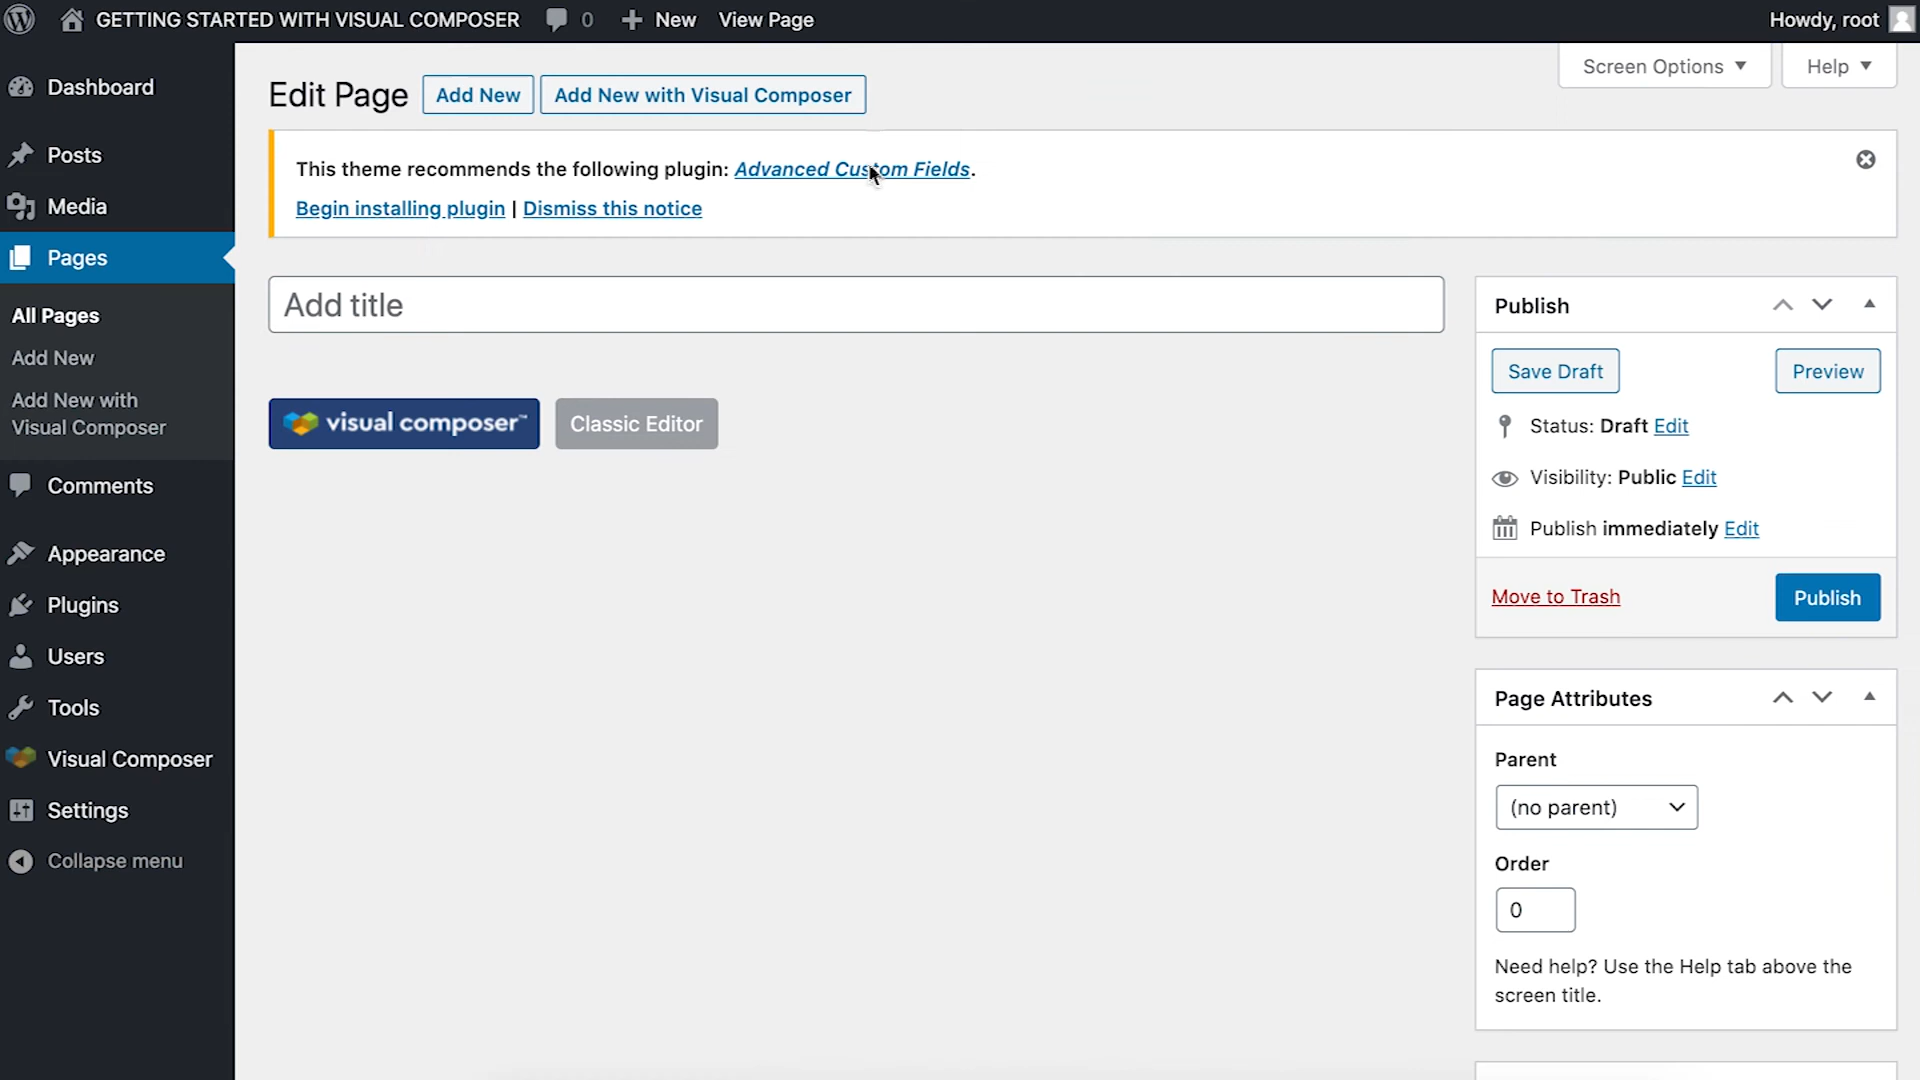 GETTING STARTED WITH VISUAL COMPOSER 0 New View Page Howdy, root
Screen Options Help
Dashboard
Posts
Media
Pages
All Pages
Add New
Add New with
Visual Composer
Comments
Appearance
Plugins
Users
Tools
Visual Composer
Settings
Collapse menu
Edit Page Add New Add New with Visual Composer
This theme recommends the following plugin: Advanced Custom Fields.
Begin installing plugin | Dismiss this notice
Add title
visual composer™ Classic Editor
Publish
Save Draft Preview
Status: Draft Edit
Visibility: Public Edit
Publish immediately Edit
Move to Trash Publish
Page Attributes
Parent
(no parent)
Order
0
Need help? Use the Help tab above the
screen title.